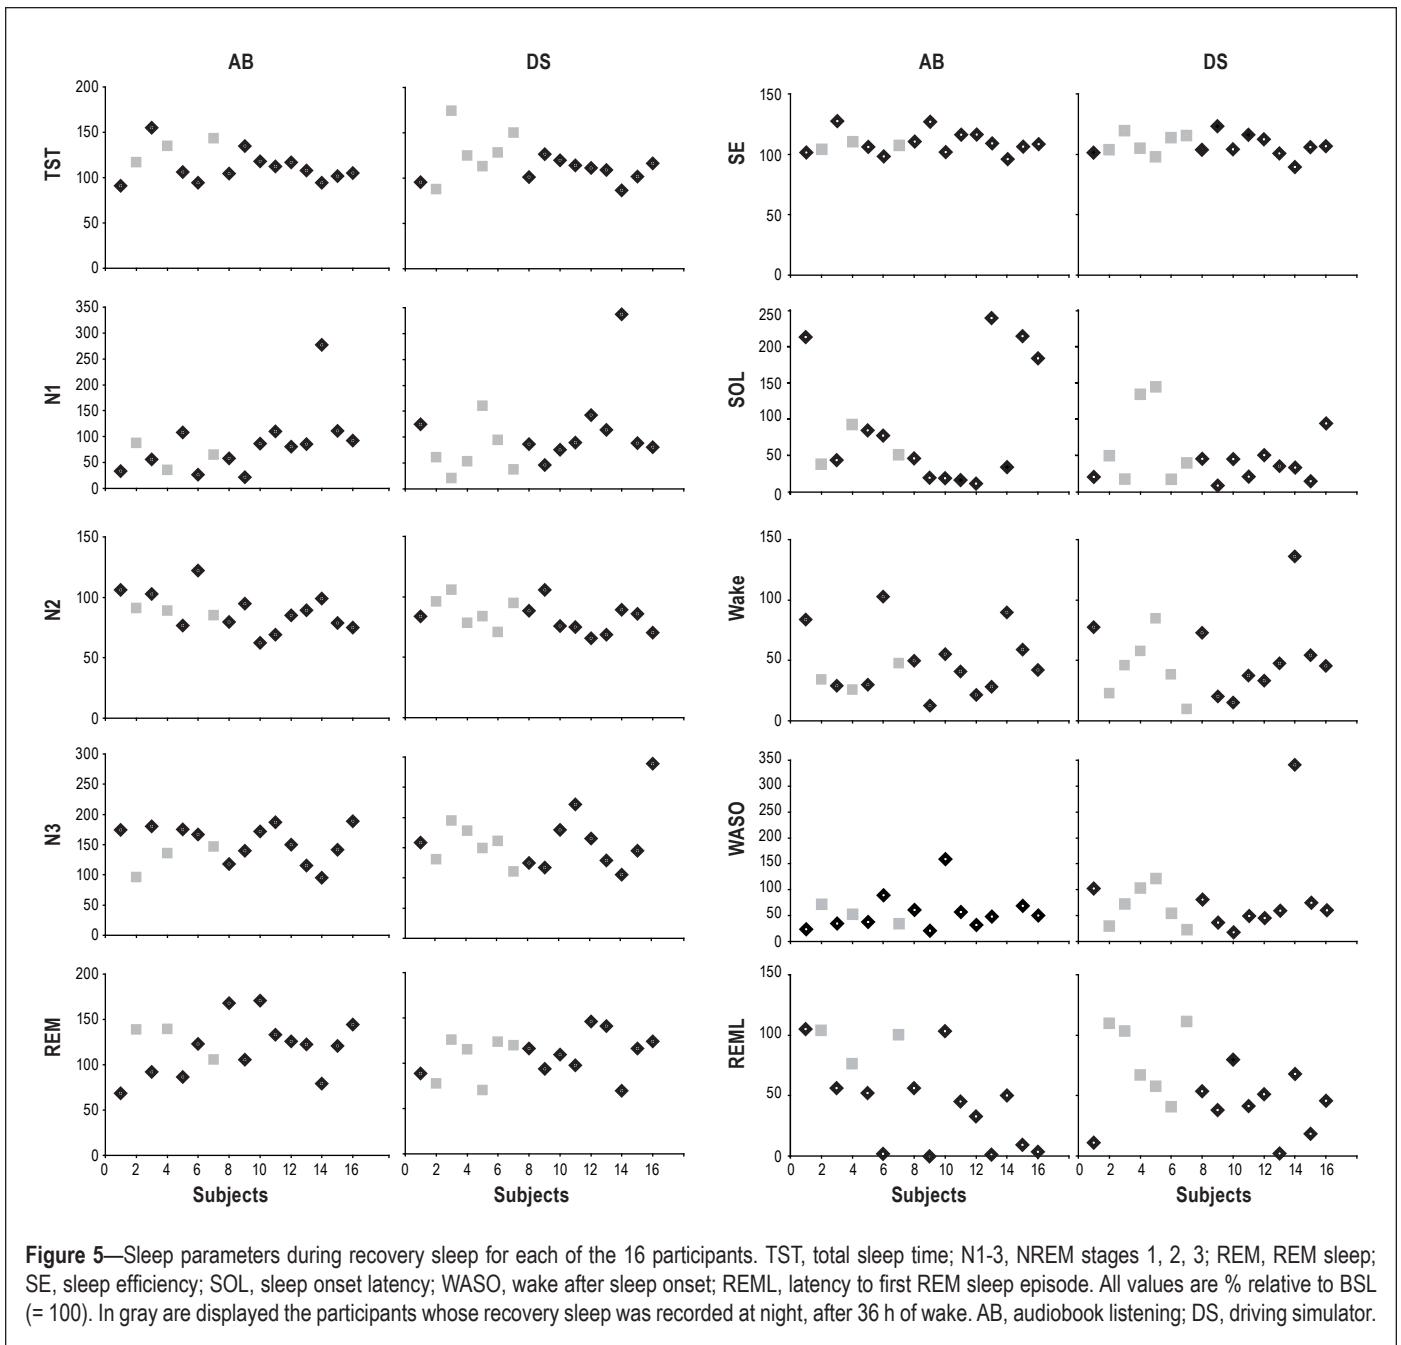 AB DS
TST
200
150
100
50
0
N1
350
300
250
200
150
100
50
0
N2
150
100
50
0
N3
300
250
200
150
100
50
0
REM
200
150
100
50
0
0 2 4 6 8 10 12 14 16
0 2 4 6 8 10 12 14 16
Subjects Subjects
AB DS
SE
150
100
50
0
SOL
250
200
150
100
50
0
Wake
150
100
50
0
WASO
350
300
250
200
150
100
50
0
REML
150
100
50
0
0 2 4 6 8 10 12 14 16
0 2 4 6 8 10 12 14 16
Subjects Subjects
Figure 5—Sleep parameters during recovery sleep for each of the 16 participants. TST, total sleep time; N1-3, NREM stages 1, 2, 3; REM, REM sleep;
SE, sleep efficiency; SOL, sleep onset latency; WASO, wake after sleep onset; REML, latency to first REM sleep episode. All values are % relative to BSL
(= 100). In gray are displayed the participants whose recovery sleep was recorded at night, after 36 h of wake. AB, audiobook listening; DS, driving simulator.